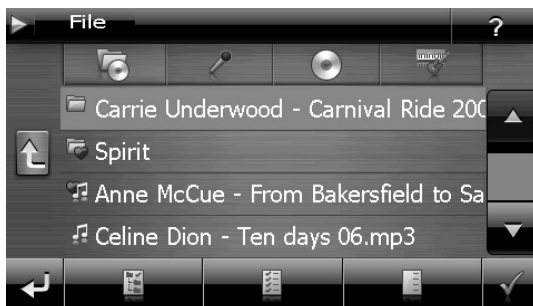 File
?
Carrie Underwood - Carnival Ride 200
Spirit
Anne McCue - From Bakersfield to Sa
Celine Dion - Ten days 06.mp3